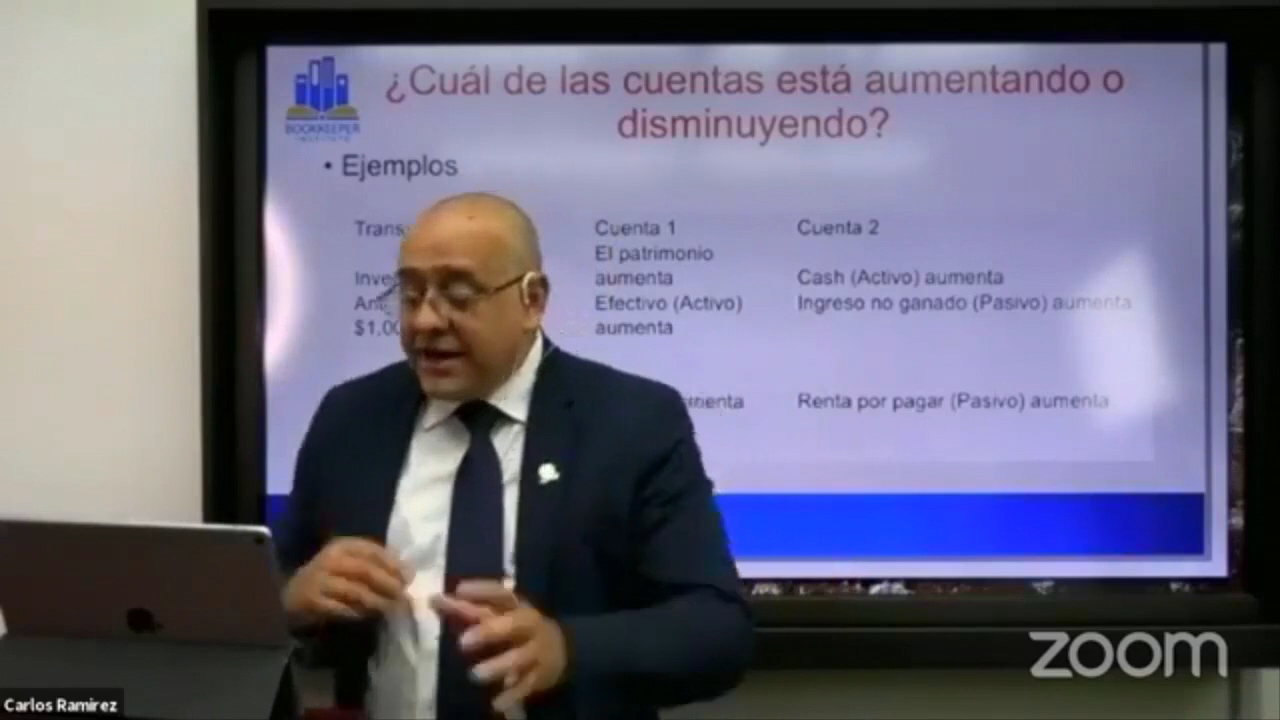 ¿Cuál de las cuentas está aumentando o
disminuyendo?
BOOKKEEPER
• Ejemplos
Cuenta 1
Cuenta 2
El patrimonio
aumenta
Cash (Activo) aumenta
Efectivo (Activo)
Ingreso no ganado (Pasivo) aumenta
aumenta
Renta por pagar (Pasivo) aumenta
zoom
Carlos Ramirez